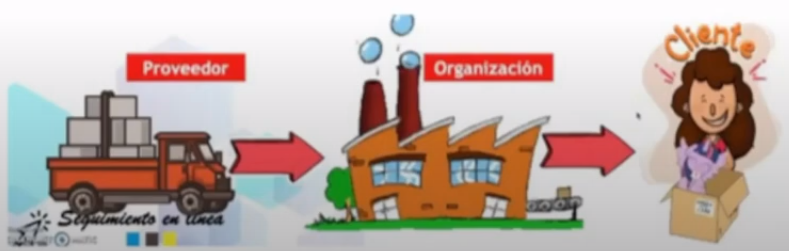 Proveedor
Organización
Cliente
Seguimiento en línea